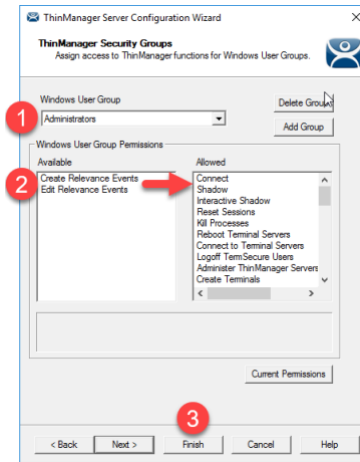 ThinManager Server Configuration Wizard
ThinManager Security Groups
Assign access to ThinManager functions for Windows User Groups.
Windows User Group
Delete Group
1
Administrators
Add Group
Windows User Group Permissions
Available
Allowed
2
Create Relevance Events
Edit Relevance Events
Connect
Shadow
Interactive Shadow
Reset Sessions
Kill Processes
Reboot Terminal Servers
Connect to Terminal Servers
Logoff TermSecure Users
Administer ThinManager Servers
Create Terminals
Current Permissions
3
< Back
Next >
Finish
Cancel
Help